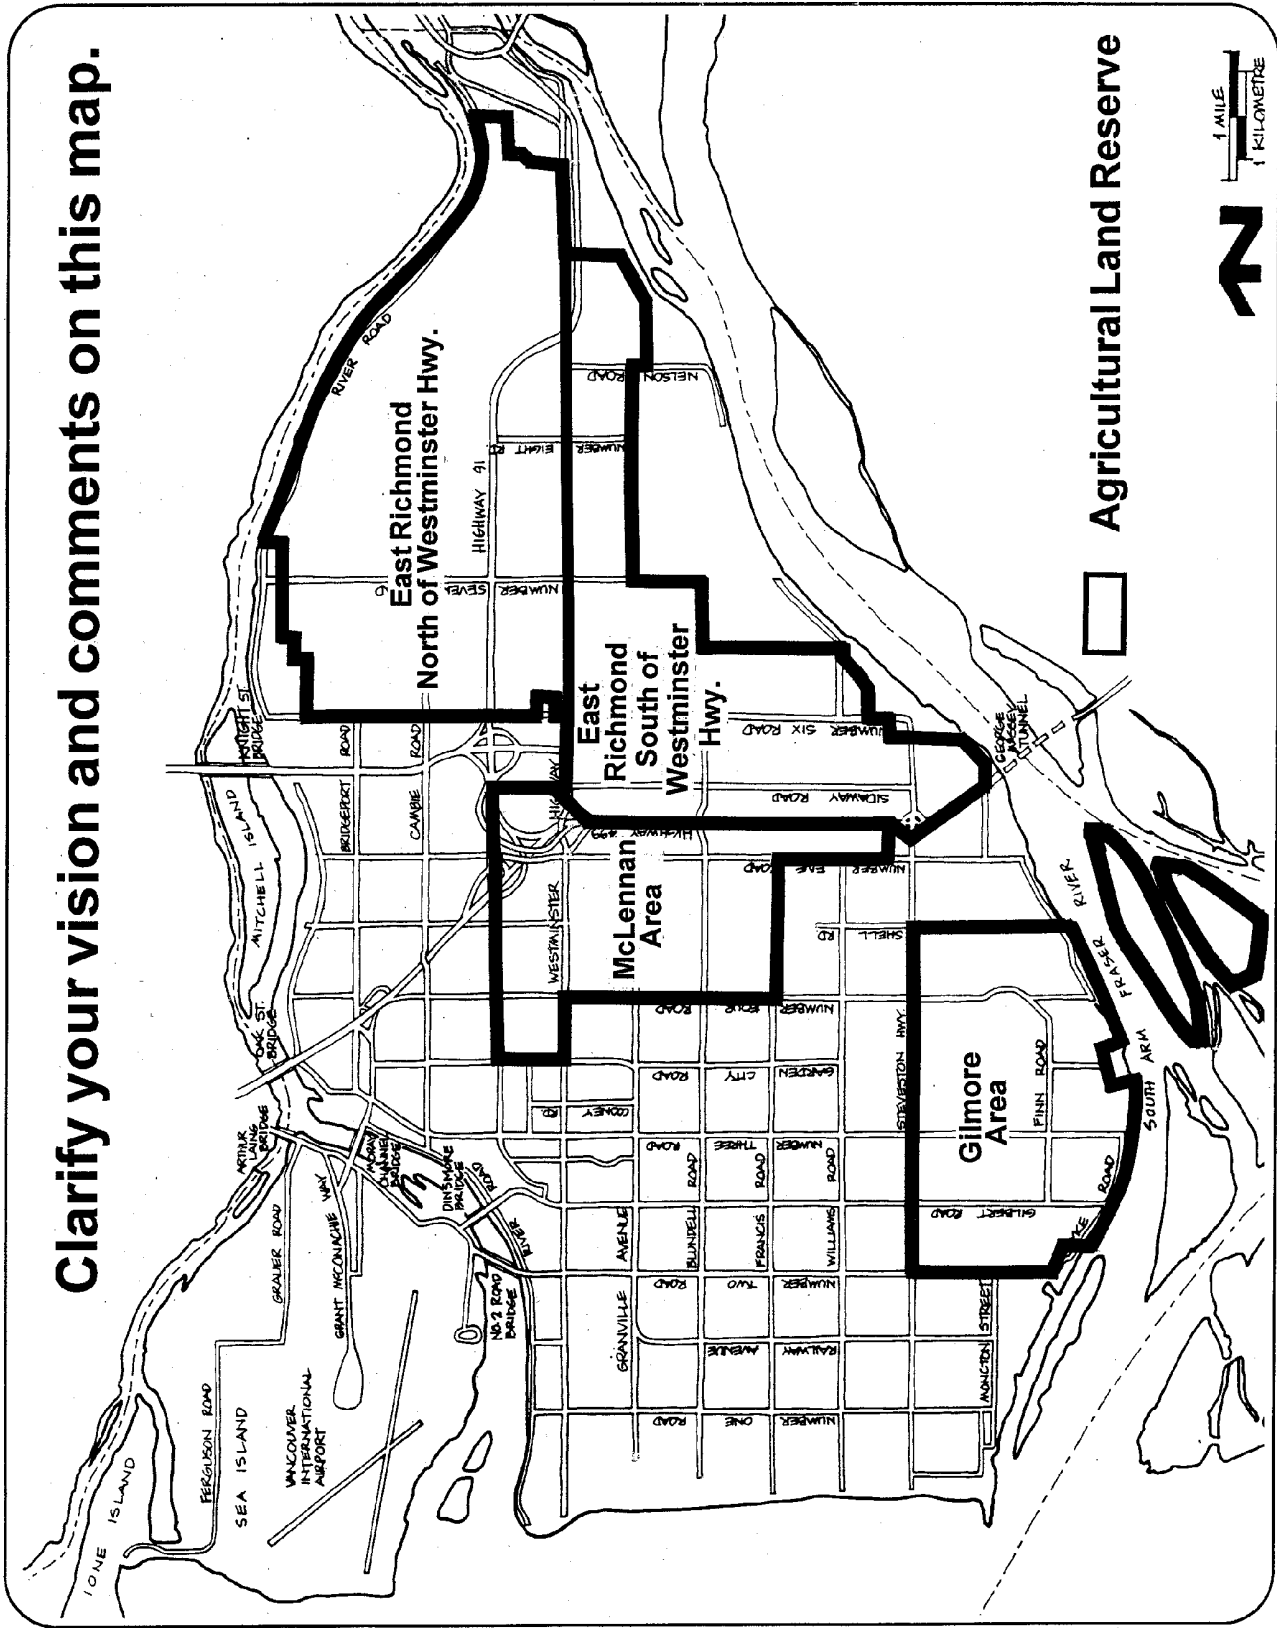 Clarify your vision and comments on this map.
IONE ISLAND
FERGUSON ROAD
SEA ISLAND
VANCOUVER
INTERNATIONAL
AIRPORT
GRAUER ROAD
GRANT McCONACHIE WAY
ARTHUR
LAING
BRIDGE
MORAY
CHANNEL
BRIDGE
DINSMORE
BRIDGE
NO. 2 ROAD
BRIDGE
RIVER ROAD
OAK ST.
BRIDGE
MITCHELL ISLAND
KNIGHT ST.
BRIDGE
BRIDGEPORT ROAD
CAMBIE ROAD
RIVER ROAD
East Richmond
North of Westminster Hwy.
HIGHWAY 91
NUMBER SEVEN
NUMBER EIGHT RD
NELSON ROAD
WESTMINSTER HIGHWAY
HIGHWAY 499
East
Richmond
South of
Westminster
Hwy.
NUMBER SIX ROAD
SIDAWAY ROAD
McLennan
Area
NUMBER FIVE ROAD
SHELL RD
NUMBER FOUR ROAD
GARDEN CITY ROAD
COONEY RD
NUMBER THREE ROAD
GRANVILLE AVENUE
BLUNDELL ROAD
FRANCIS ROAD
WILLIAMS ROAD
STEVESTON HWY.
NUMBER TWO ROAD
RAILWAY AVENUE
NUMBER ONE ROAD
MONCTON STREET
Gilmore
Area
FINN ROAD
GILBERT ROAD
ROAD
GEORGE
MASSEY
TUNNEL
SOUTH ARM FRASER RIVER
Agricultural Land Reserve
1 MILE
1 KILOMETRE
N